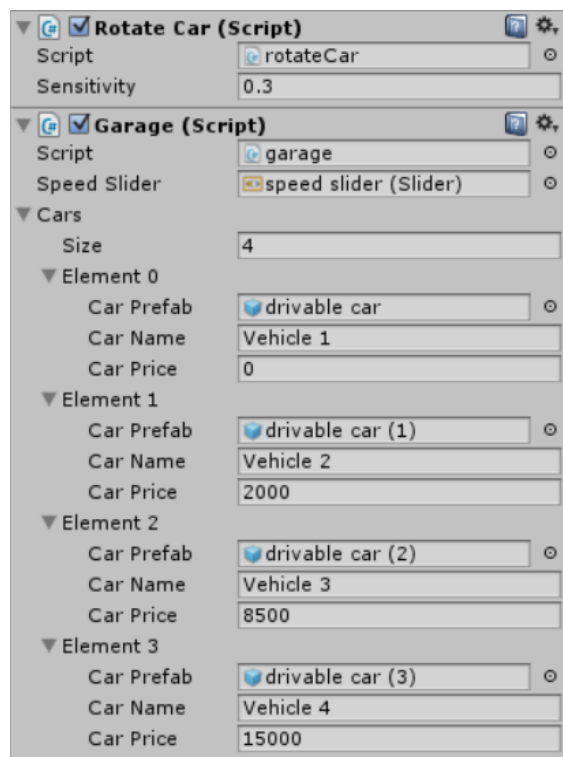 Rotate Car (Script)
Script rotateCar
Sensitivity 0.3
Garage (Script)
Script garage
Speed Slider speed slider (Slider)
Cars
Size 4
Element 0
Car Prefab drivable car
Car Name Vehicle 1
Car Price 0
Element 1
Car Prefab drivable car (1)
Car Name Vehicle 2
Car Price 2000
Element 2
Car Prefab drivable car (2)
Car Name Vehicle 3
Car Price 8500
Element 3
Car Prefab drivable car (3)
Car Name Vehicle 4
Car Price 15000